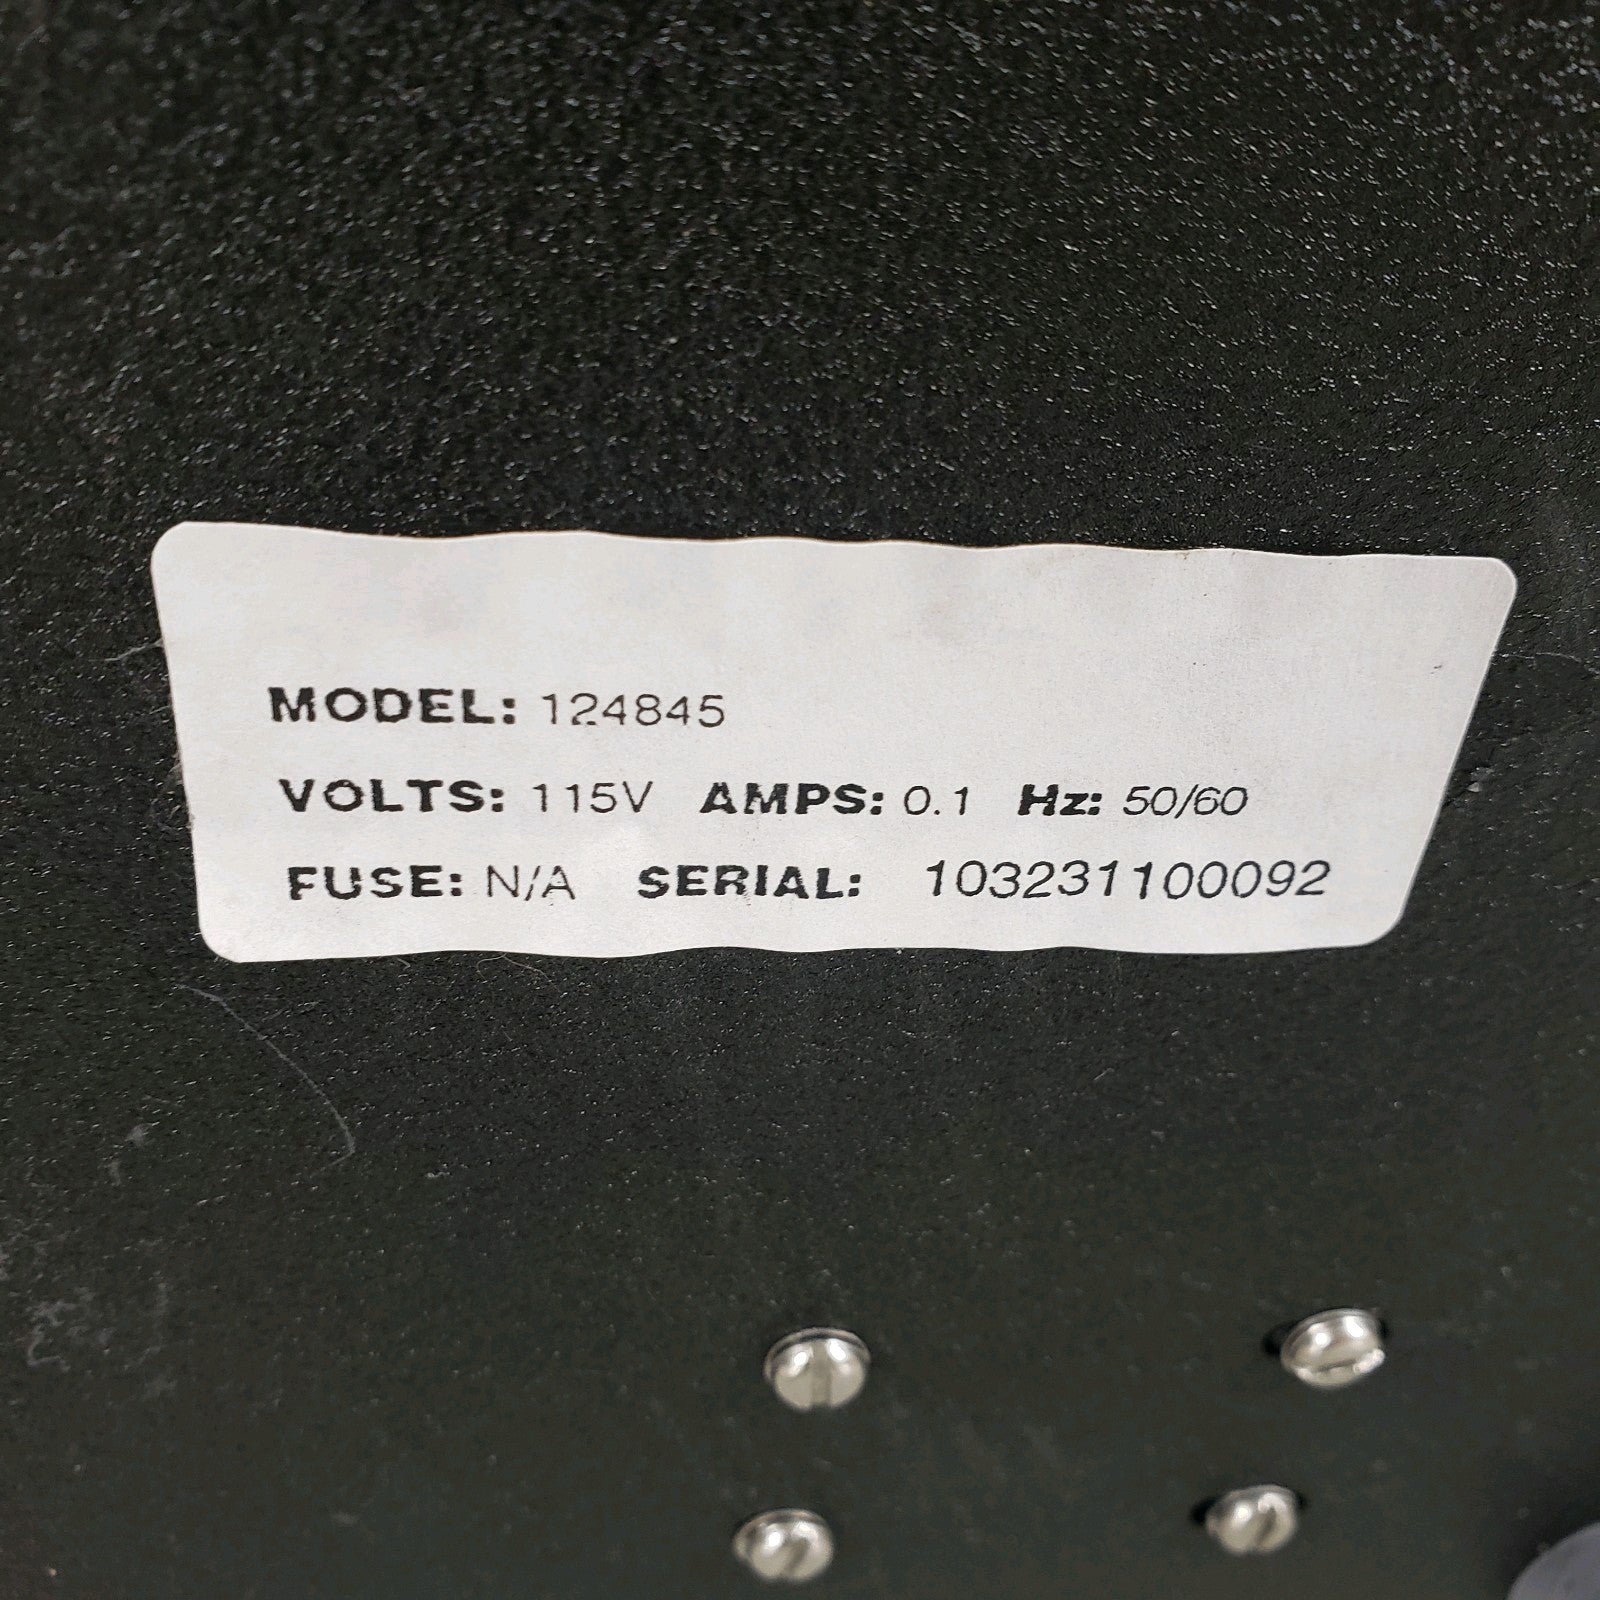 MODEL: 124845
VOLTS: 115V AMPS: 0.1 Hz: 50/60
FUSE: N/A SERIAL: 103231100092